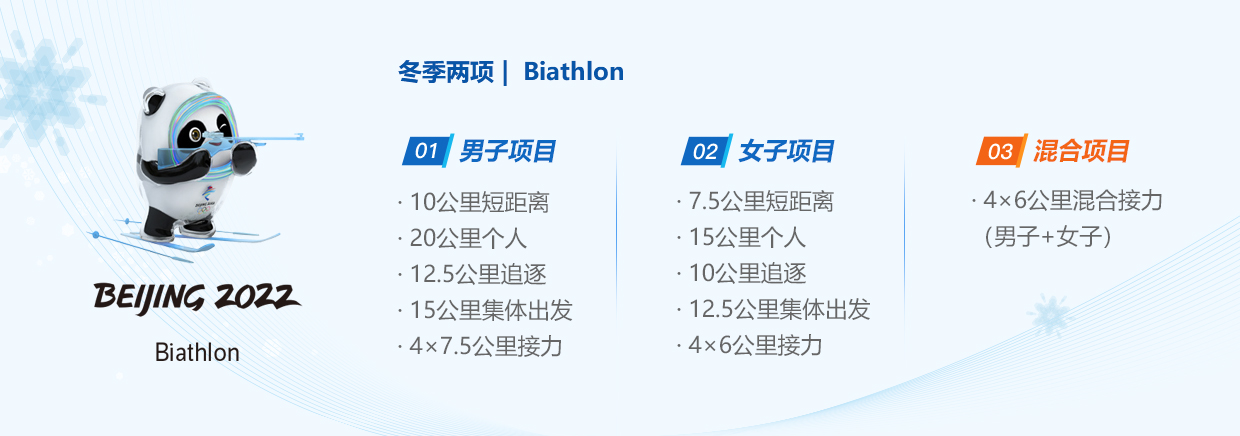 冬季两项 | Biathlon
01 男子项目
· 10公里短距离
· 20公里个人
· 12.5公里追逐
· 15公里集体出发
· 4×7.5公里接力
02 女子项目
· 7.5公里短距离
· 15公里个人
· 10公里追逐
· 12.5公里集体出发
· 4×6公里接力
03 混合项目
· 4×6公里混合接力
（男子+女子）
BEIJING 2022
Biathlon